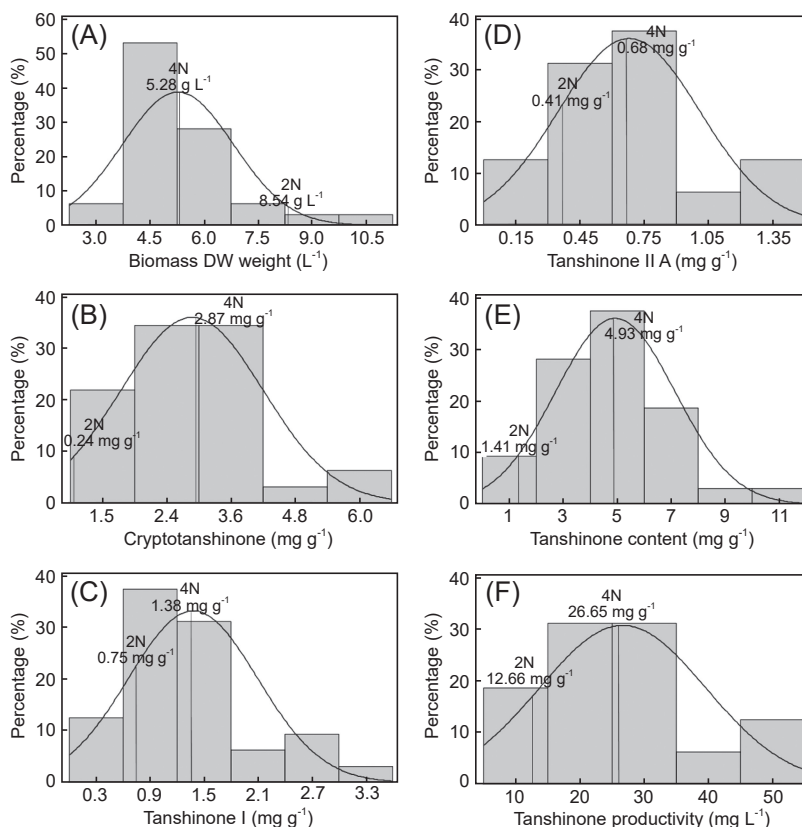 (A)
Percentage (%)
60
50
40
30
20
10
0
4N
5.28 g L⁻¹
2N
8.54 g L⁻¹
3.0 4.5 6.0 7.5 9.0 10.5
Biomass DW weight (L⁻¹)
(D)
Percentage (%)
40
30
20
10
0
4N
0.68 mg g⁻¹
2N
0.41 mg g⁻¹
0.15 0.45 0.75 1.05 1.35
Tanshinone II A (mg g⁻¹)
(B)
Percentage (%)
40
30
20
10
0
4N
2.87 mg g⁻¹
2N
0.24 mg g⁻¹
1.5 2.4 3.6 4.8 6.0
Cryptotanshinone (mg g⁻¹)
(E)
Percentage (%)
40
30
20
10
0
4N
4.93 mg g⁻¹
2N
1.41 mg g⁻¹
1 3 5 7 9 11
Tanshinone content (mg g⁻¹)
(C)
Percentage (%)
40
30
20
10
0
4N
1.38 mg g⁻¹
2N
0.75 mg g⁻¹
0.3 0.9 1.5 2.1 2.7 3.3
Tanshinone I (mg g⁻¹)
(F)
Percentage (%)
40
30
20
10
0
4N
26.65 mg g⁻¹
2N
12.66 mg g⁻¹
10 20 30 40 50
Tanshinone productivity (mg L⁻¹)